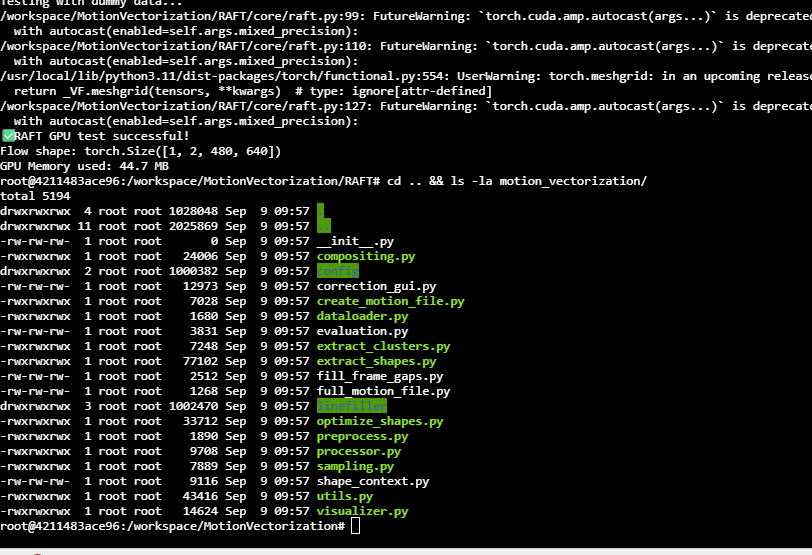 Testing with dummy data...
/workspace/MotionVectorization/RAFT/core/raft.py:99: FutureWarning: `torch.cuda.amp.autocast(args...)` is deprecate
  with autocast(enabled=self.args.mixed_precision):
/workspace/MotionVectorization/RAFT/core/raft.py:110: FutureWarning: `torch.cuda.amp.autocast(args...)` is deprecat
  with autocast(enabled=self.args.mixed_precision):
/usr/local/lib/python3.11/dist-packages/torch/functional.py:554: UserWarning: torch.meshgrid: in an upcoming releas
  return _VF.meshgrid(tensors, **kwargs)  # type: ignore[attr-defined]
/workspace/MotionVectorization/RAFT/core/raft.py:127: FutureWarning: `torch.cuda.amp.autocast(args...)` is deprecat
  with autocast(enabled=self.args.mixed_precision):
✅RAFT GPU test successful!
Flow shape: torch.Size([1, 2, 480, 640])
GPU Memory used: 44.7 MB
root@4211483ace96:/workspace/MotionVectorization/RAFT# cd .. && ls -la motion_vectorization/
total 5194
drwxrwxrwx  4 root root 1028048 Sep  9 09:57 .
drwxrwxrwx 11 root root 2025869 Sep  9 09:57 ..
-rw-rw-rw-  1 root root       0 Sep  9 09:57 __init__.py
-rwxrwxrwx  1 root root   24006 Sep  9 09:57 compositing.py
drwxrwxrwx  2 root root 1000382 Sep  9 09:57 config
-rw-rw-rw-  1 root root   12973 Sep  9 09:57 correction_gui.py
-rwxrwxrwx  1 root root    7028 Sep  9 09:57 create_motion_file.py
-rwxrwxrwx  1 root root    1680 Sep  9 09:57 dataloader.py
-rw-rw-rw-  1 root root    3831 Sep  9 09:57 evaluation.py
-rwxrwxrwx  1 root root    7248 Sep  9 09:57 extract_clusters.py
-rwxrwxrwx  1 root root   77102 Sep  9 09:57 extract_shapes.py
-rw-rw-rw-  1 root root    2512 Sep  9 09:57 fill_frame_gaps.py
-rw-rw-rw-  1 root root    1268 Sep  9 09:57 full_motion_file.py
drwxrwxrwx  3 root root 1002470 Sep  9 09:57 linefiller
-rwxrwxrwx  1 root root   33712 Sep  9 09:57 optimize_shapes.py
-rwxrwxrwx  1 root root    1890 Sep  9 09:57 preprocess.py
-rwxrwxrwx  1 root root    9708 Sep  9 09:57 processor.py
-rwxrwxrwx  1 root root    7889 Sep  9 09:57 sampling.py
-rw-rw-rw-  1 root root    9116 Sep  9 09:57 shape_context.py
-rwxrwxrwx  1 root root   43416 Sep  9 09:57 utils.py
-rwxrwxrwx  1 root root   14624 Sep  9 09:57 visualizer.py
root@4211483ace96:/workspace/MotionVectorization#